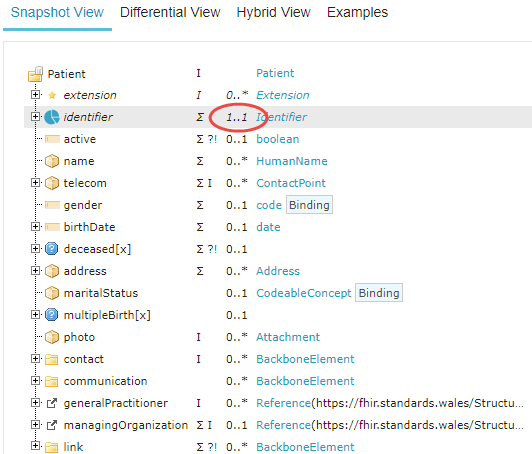 Snapshot View Differential View Hybrid View Examples
Patient I Patient
extension I 0..* Extension
identifier Σ 1..1 Identifier
active Σ ?! 0..1 boolean
name Σ 0..* HumanName
telecom Σ I 0..* ContactPoint
gender Σ 0..1 code Binding
birthDate Σ 0..1 date
deceased[x] Σ ?! 0..1
address Σ 0..* Address
maritalStatus 0..1 CodeableConcept Binding
multipleBirth[x] 0..1
photo I 0..* Attachment
contact I 0..* BackboneElement
communication 0..* BackboneElement
generalPractitioner I 0..* Reference(https://fhir.standards.wales/Structu...
managingOrganization Σ I 0..1 Reference(https://fhir.standards.wales/Structu...
link Σ ?! 0..* BackboneElement